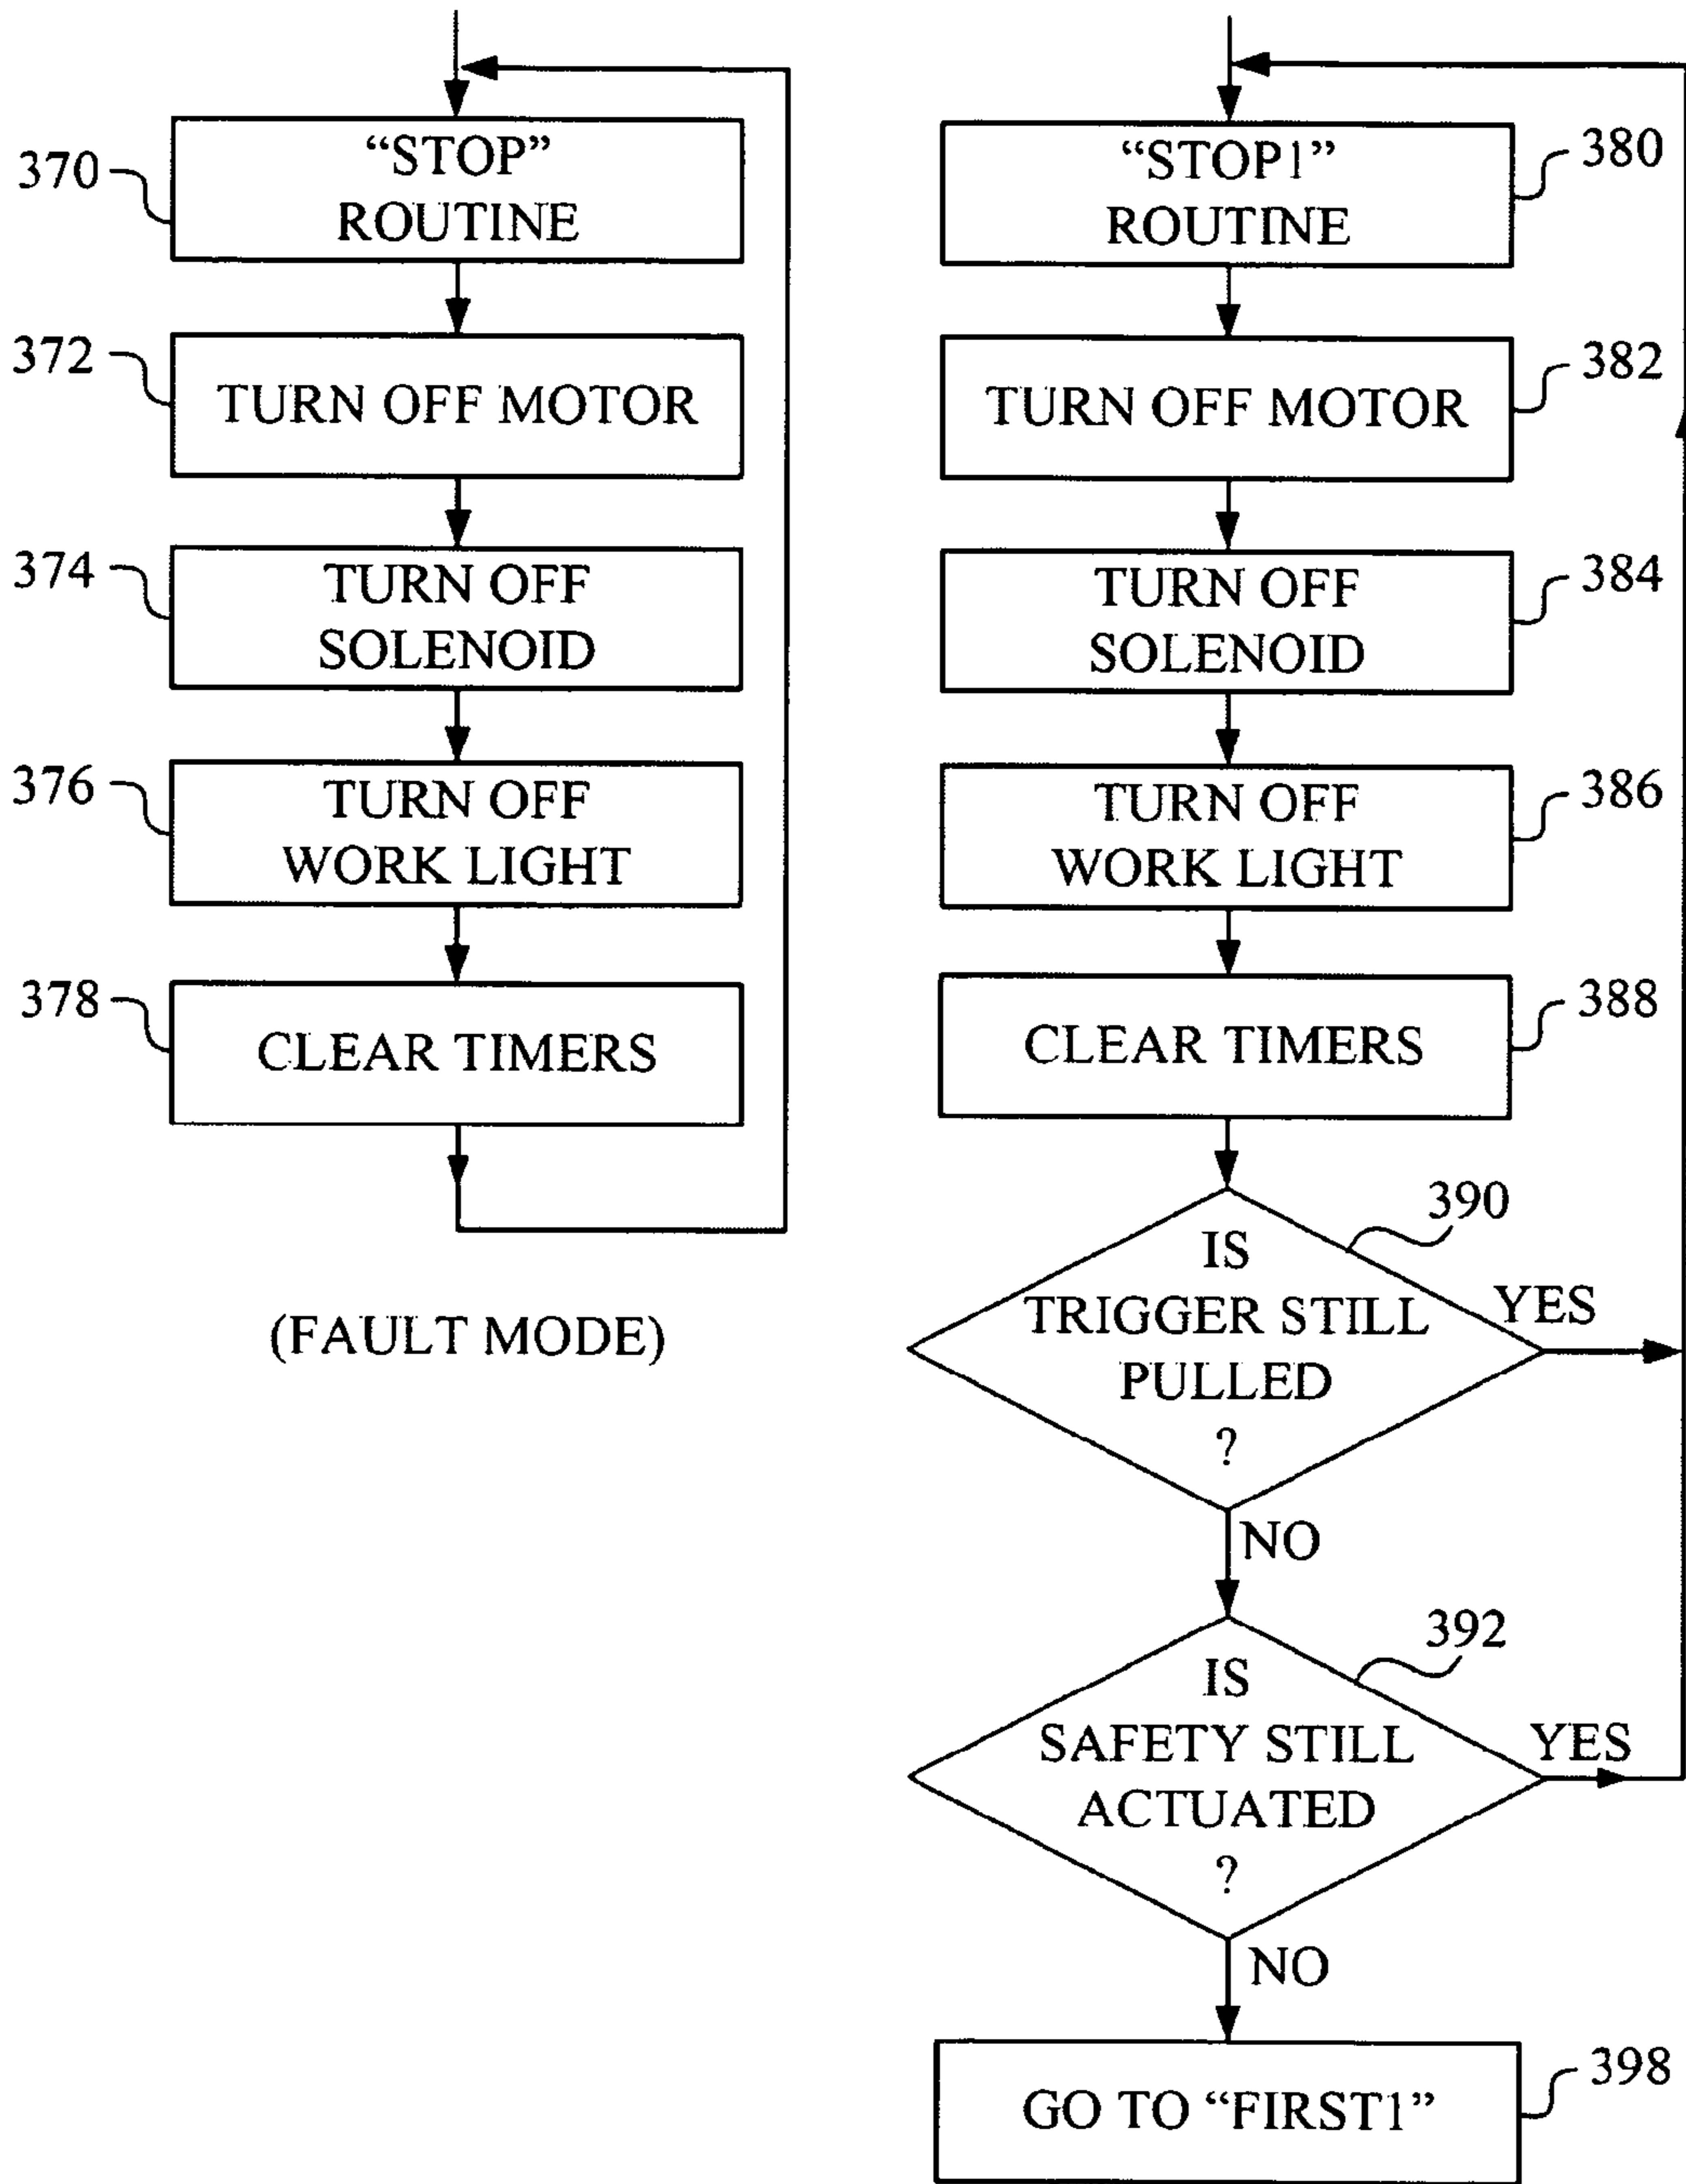 370
“STOP”
ROUTINE
372
TURN OFF MOTOR
374
TURN OFF
SOLENOID
376
TURN OFF
WORK LIGHT
378
CLEAR TIMERS
(FAULT MODE)
“STOP1”
ROUTINE
380
TURN OFF MOTOR
382
TURN OFF
SOLENOID
384
TURN OFF
WORK LIGHT
386
CLEAR TIMERS
388
390
IS
TRIGGER STILL
PULLED
?
YES
NO
392
IS
SAFETY STILL
ACTUATED
?
YES
NO
GO TO “FIRST1”
398